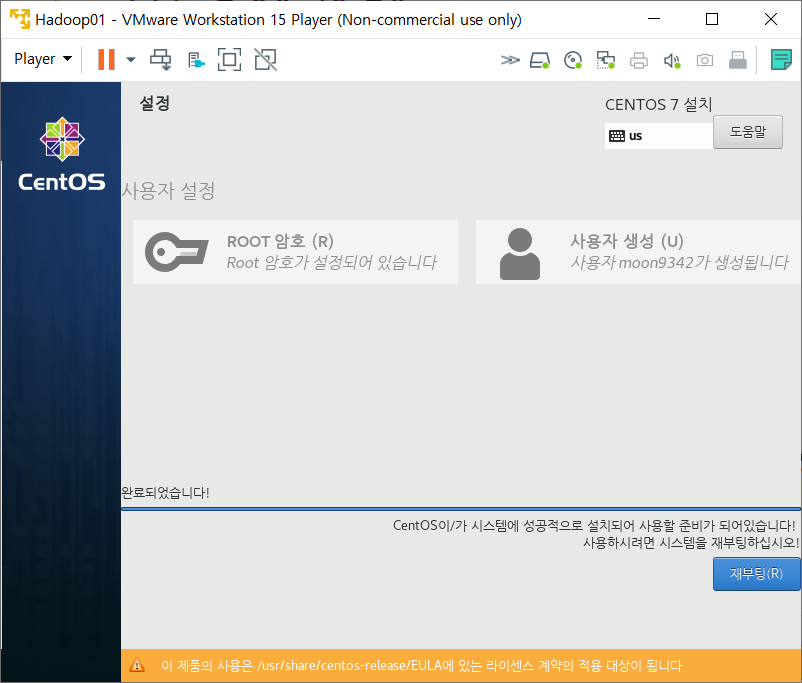 Hadoop01 - VMware Workstation 15 Player (Non-commercial use only)
Player
CentOS
설정
CENTOS 7 설치
us
도움말
사용자 설정
ROOT 암호 (R)
Root 암호가 설정되어 있습니다
사용자 생성 (U)
사용자 moon9342가 생성됩니다
완료되었습니다!
CentOS이/가 시스템에 성공적으로 설치되어 사용할 준비가 되어있습니다!
사용하시려면 시스템을 재부팅하십시오!
재부팅(R)
이 제품의 사용은 /usr/share/centos-release/EULA에 있는 라이센스 계약의 적용 대상이 됩니다